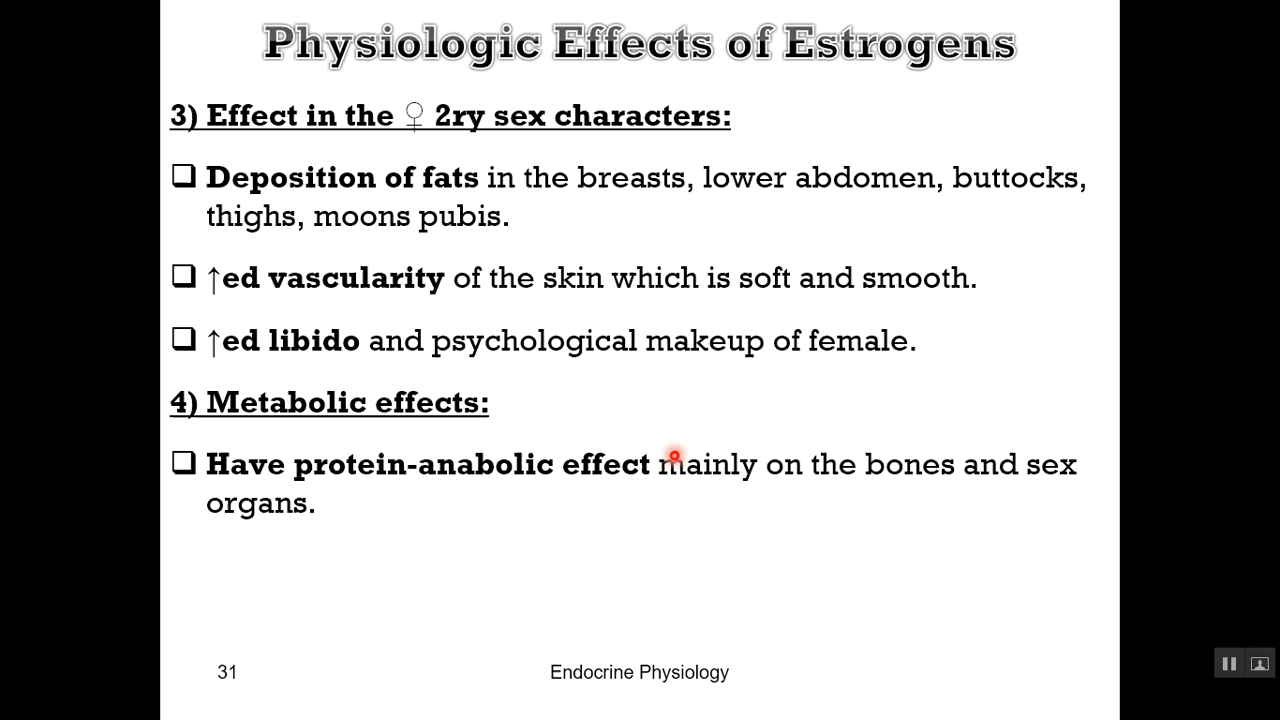 Physiologic Effects of Estrogens
3) Effect in the ♀ 2ry sex characters:
❑ Deposition of fats in the breasts, lower abdomen, buttocks,
thighs, moons pubis.
❑ ↑ed vascularity of the skin which is soft and smooth.
❑ ↑ed libido and psychological makeup of female.
4) Metabolic effects:
❑ Have protein-anabolic effect mainly on the bones and sex
organs.
31 Endocrine Physiology